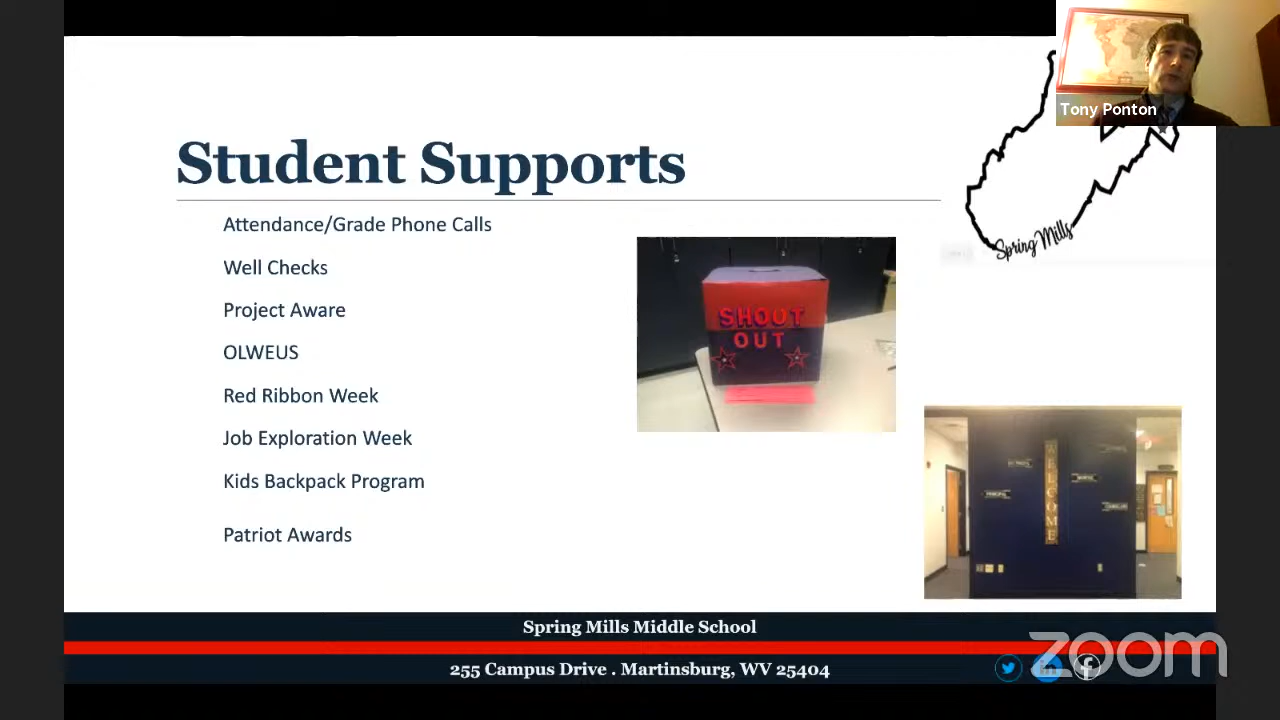 Tony Ponton
Student Supports
Attendance/Grade Phone Calls
Well Checks
Project Aware
OLWEUS
Red Ribbon Week
Job Exploration Week
Kids Backpack Program
Patriot Awards
Spring Mills
SHOUT
OUT
WELCOME
PRINCIPAL
Spring Mills Middle School
255 Campus Drive . Martinsburg, WV 25404
zoom